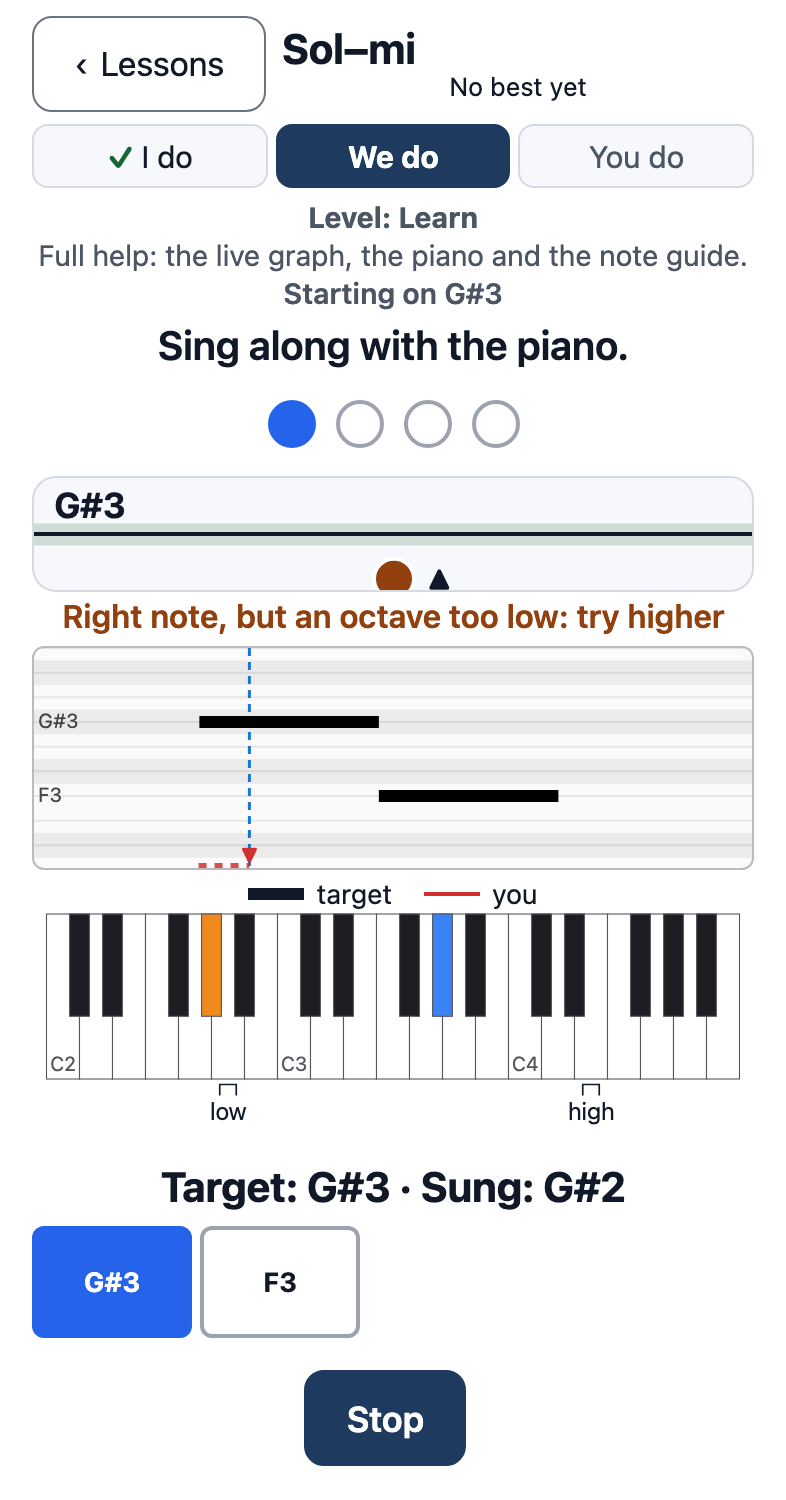 ‹ Lessons
Sol–mi
No best yet
✓ I do
We do
You do
Level: Learn
Full help: the live graph, the piano and the note guide.
Starting on G#3
Sing along with the piano.
G#3
Right note, but an octave too low: try higher
G#3
F3
target
you
C2
C3
C4
low
high
Target: G#3 · Sung: G#2
G#3
F3
Stop